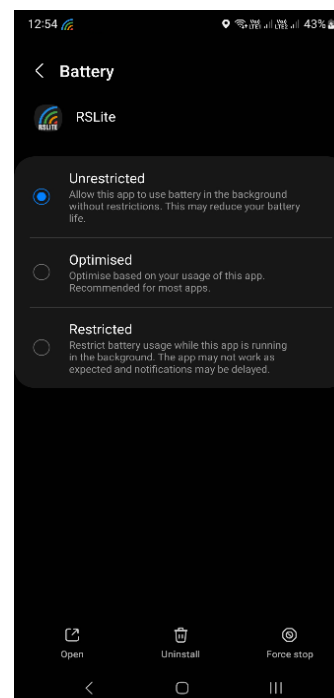 12:54
43%
Battery
RSLITE
RSLite
Unrestricted
Allow this app to use battery in the background
without restrictions. This may reduce your battery
life.
Optimised
Optimise based on your usage of this app.
Recommended for most apps.
Restricted
Restrict battery usage while this app is running
in the background. The app may not work as
expected and notifications may be delayed.
Open
Uninstall
Force stop